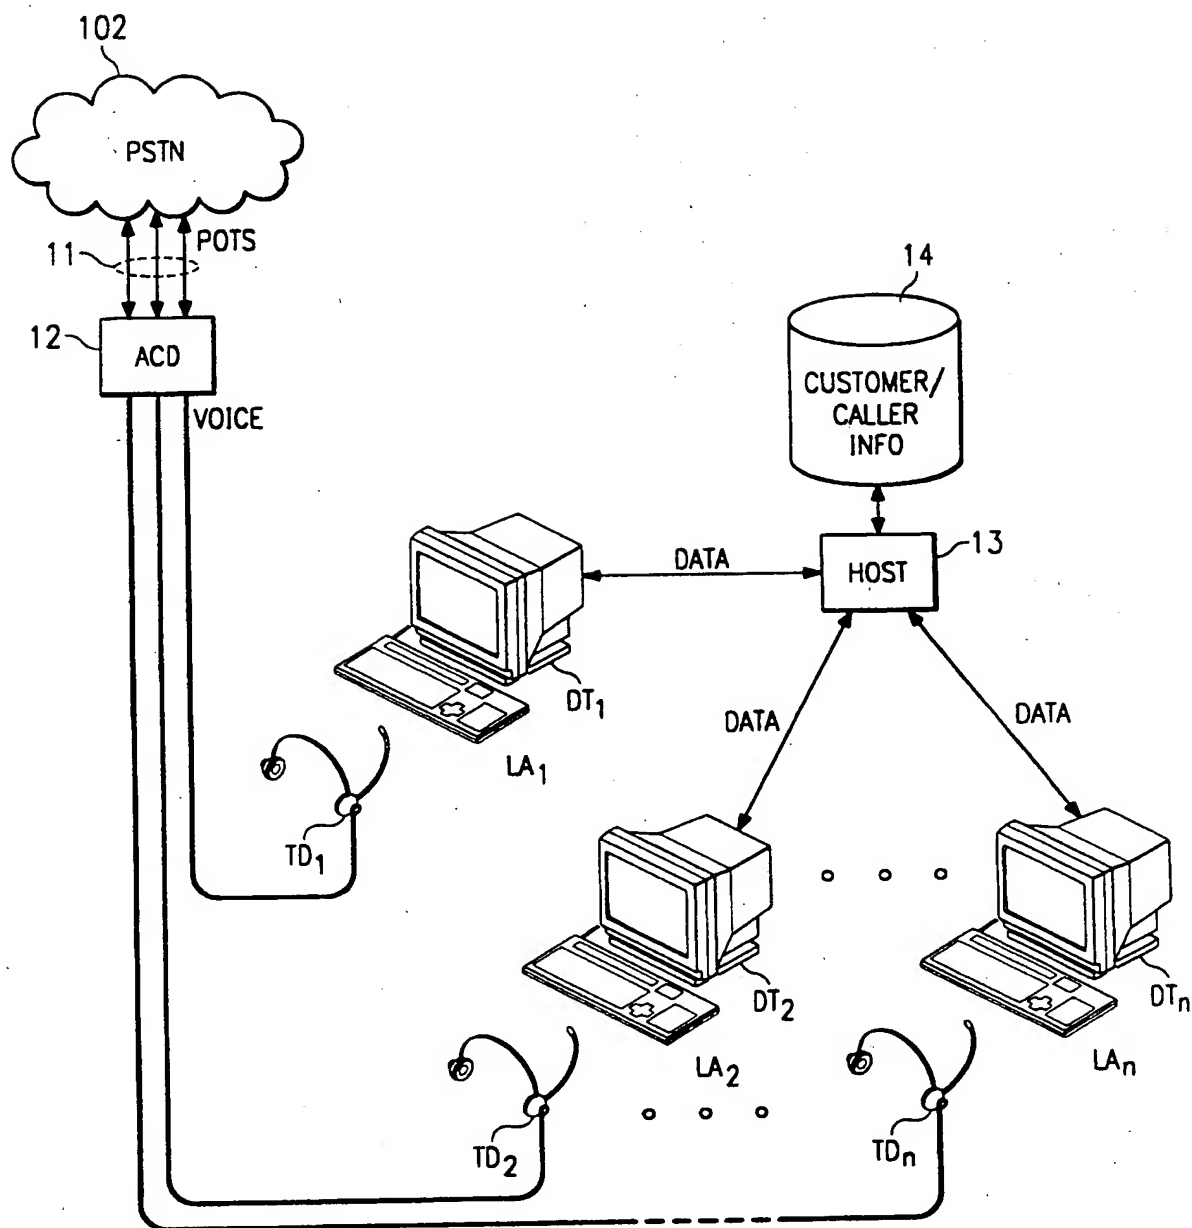 102
PSTN
11
POTS
12
ACD
VOICE
14
CUSTOMER/
CALLER
INFO
13
HOST
DATA
DT1
LA1
DATA
DATA
TD1
DT2
DTn
LA2
LAn
TD2
TDn